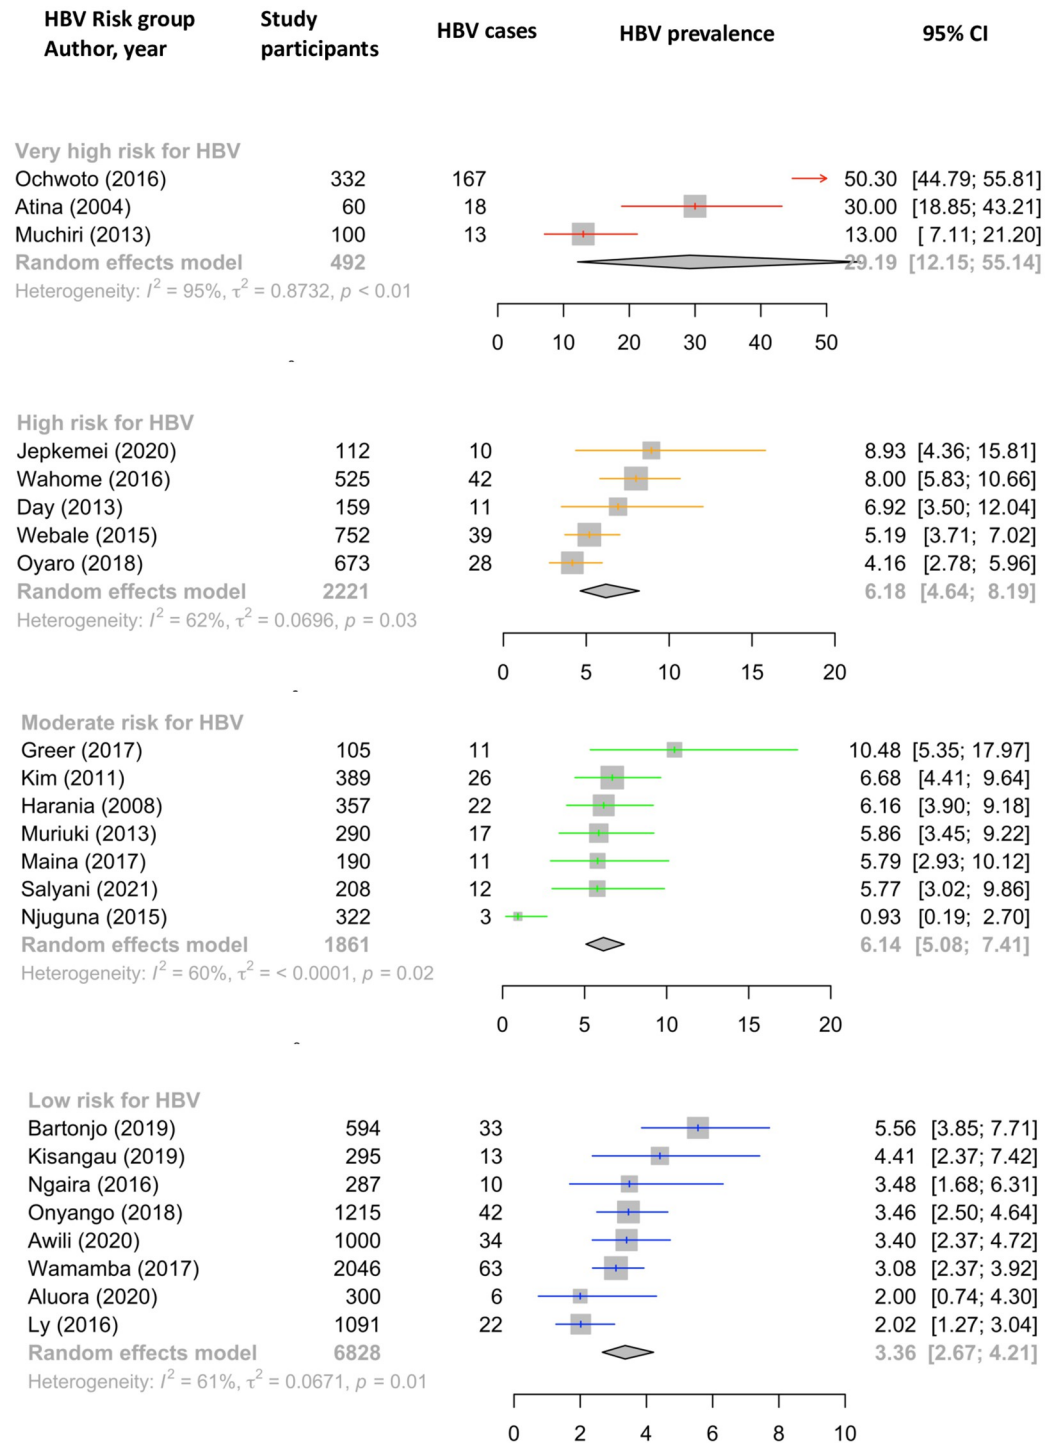 HBV Risk group Study
Author, year participants HBV cases HBV prevalence 95% CI
Very high risk for HBV
Ochwoto (2016) 332 167 50.30 [44.79; 55.81]
Atina (2004) 60 18 30.00 [18.85; 43.21]
Muchiri (2013) 100 13 13.00 [ 7.11; 21.20]
Random effects model 492 29.19 [12.15; 55.14]
Heterogeneity: I² = 95%, τ² = 0.8732, p < 0.01
0 10 20 30 40 50
High risk for HBV
Jepkemei (2020) 112 10 8.93 [4.36; 15.81]
Wahome (2016) 525 42 8.00 [5.83; 10.66]
Day (2013) 159 11 6.92 [3.50; 12.04]
Webale (2015) 752 39 5.19 [3.71; 7.02]
Oyaro (2018) 673 28 4.16 [2.78; 5.96]
Random effects model 2221 6.18 [4.64; 8.19]
Heterogeneity: I² = 62%, τ² = 0.0696, p = 0.03
0 5 10 15 20
Moderate risk for HBV
Greer (2017) 105 11 10.48 [5.35; 17.97]
Kim (2011) 389 26 6.68 [4.41; 9.64]
Harania (2008) 357 22 6.16 [3.90; 9.18]
Muriuki (2013) 290 17 5.86 [3.45; 9.22]
Maina (2017) 190 11 5.79 [2.93; 10.12]
Salyani (2021) 208 12 5.77 [3.02; 9.86]
Njuguna (2015) 322 3 0.93 [0.19; 2.70]
Random effects model 1861 6.14 [5.08; 7.41]
Heterogeneity: I² = 60%, τ² = < 0.0001, p = 0.02
0 5 10 15 20
Low risk for HBV
Bartonjo (2019) 594 33 5.56 [3.85; 7.71]
Kisangau (2019) 295 13 4.41 [2.37; 7.42]
Ngaira (2016) 287 10 3.48 [1.68; 6.31]
Onyango (2018) 1215 42 3.46 [2.50; 4.64]
Awili (2020) 1000 34 3.40 [2.37; 4.72]
Wamamba (2017) 2046 63 3.08 [2.37; 3.92]
Aluora (2020) 300 6 2.00 [0.74; 4.30]
Ly (2016) 1091 22 2.02 [1.27; 3.04]
Random effects model 6828 3.36 [2.67; 4.21]
Heterogeneity: I² = 61%, τ² = 0.0671, p = 0.01
0 2 4 6 8 10